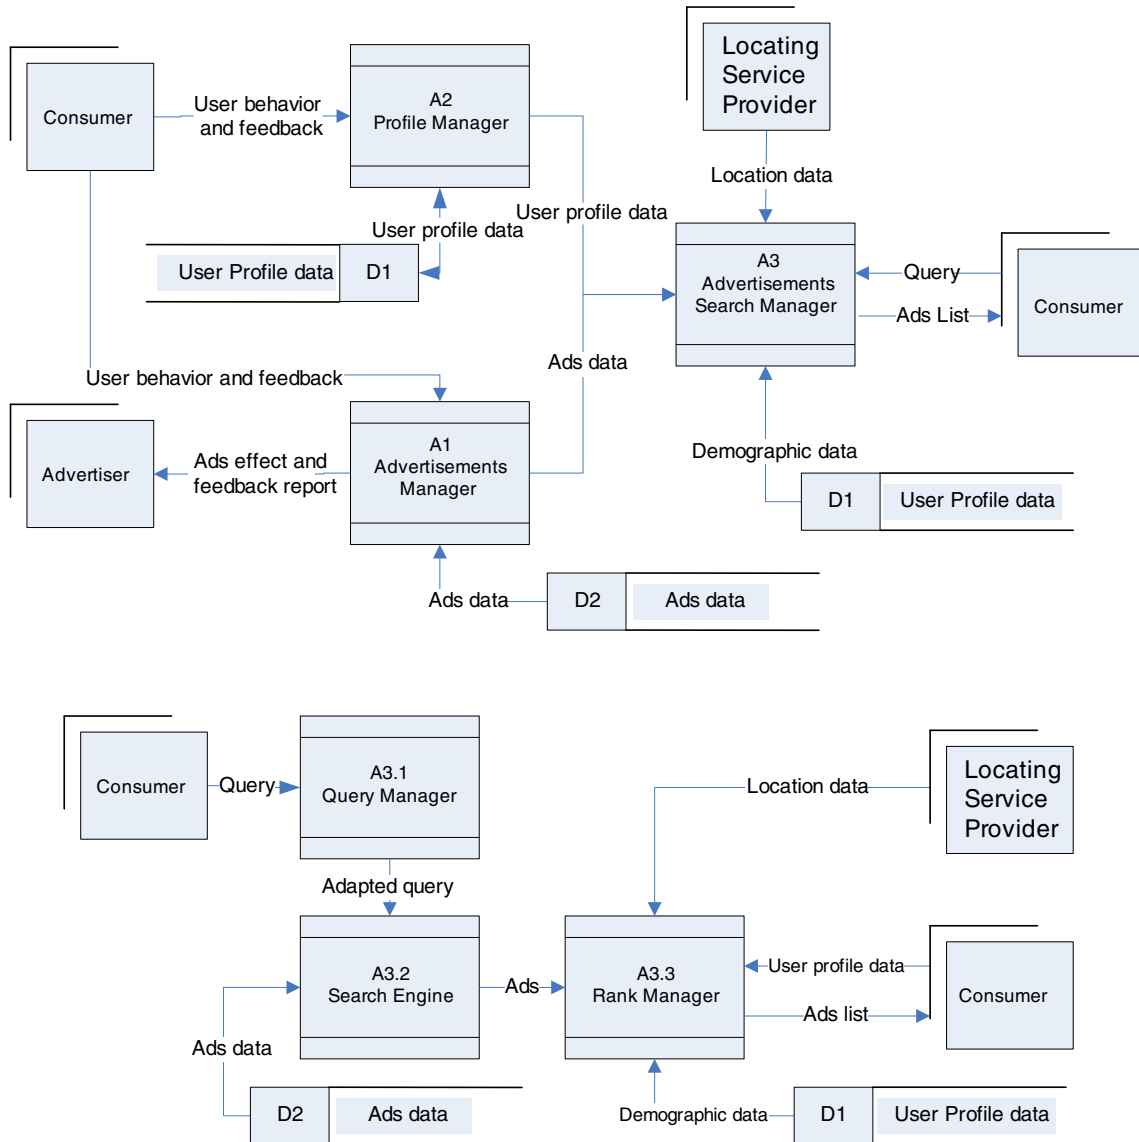 Consumer
User behavior
and feedback
A2
Profile Manager
Locating
Service
Provider
Location data
User profile data
User profile data
User Profile data
D1
A3
Advertisements
Search Manager
Query
Ads List
Consumer
Ads data
User behavior and feedback
Advertiser
Ads effect and
feedback report
A1
Advertisements
Manager
Demographic data
D1
User Profile data
Ads data
D2
Ads data
Consumer
Query
A3.1
Query Manager
Location data
Locating
Service
Provider
Adapted query
A3.2
Search Engine
Ads
A3.3
Rank Manager
User profile data
Ads list
Consumer
Ads data
D2
Ads data
Demographic data
D1
User Profile data